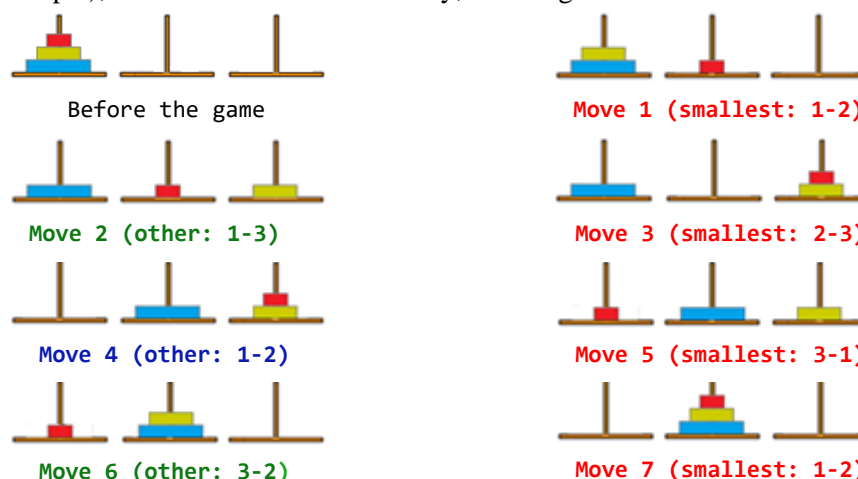 Before the game
Move 1 (smallest: 1-2)
Move 2 (other: 1-3)
Move 3 (smallest: 2-3)
Move 4 (other: 1-2)
Move 5 (smallest: 3-1)
Move 6 (other: 3-2)
Move 7 (smallest: 1-2)